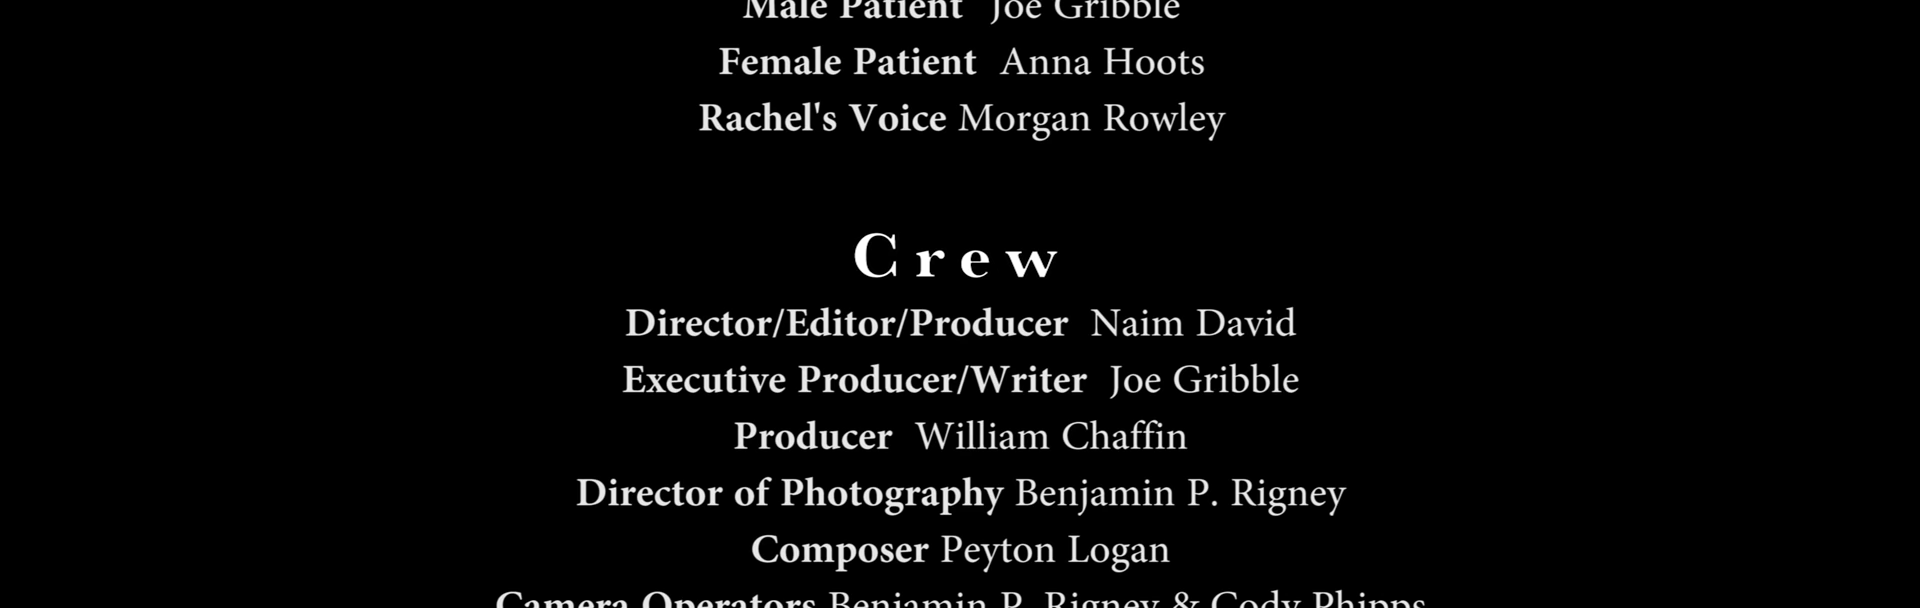 Male Patient Joe Gribble
Female Patient Anna Hoots
Rachel's Voice Morgan Rowley
Crew
Director/Editor/Producer Naim David
Executive Producer/Writer Joe Gribble
Producer William Chaffin
Director of Photography Benjamin P. Rigney
Composer Peyton Logan
Camera Operators Benjamin P. Rigney & Cody Phipps